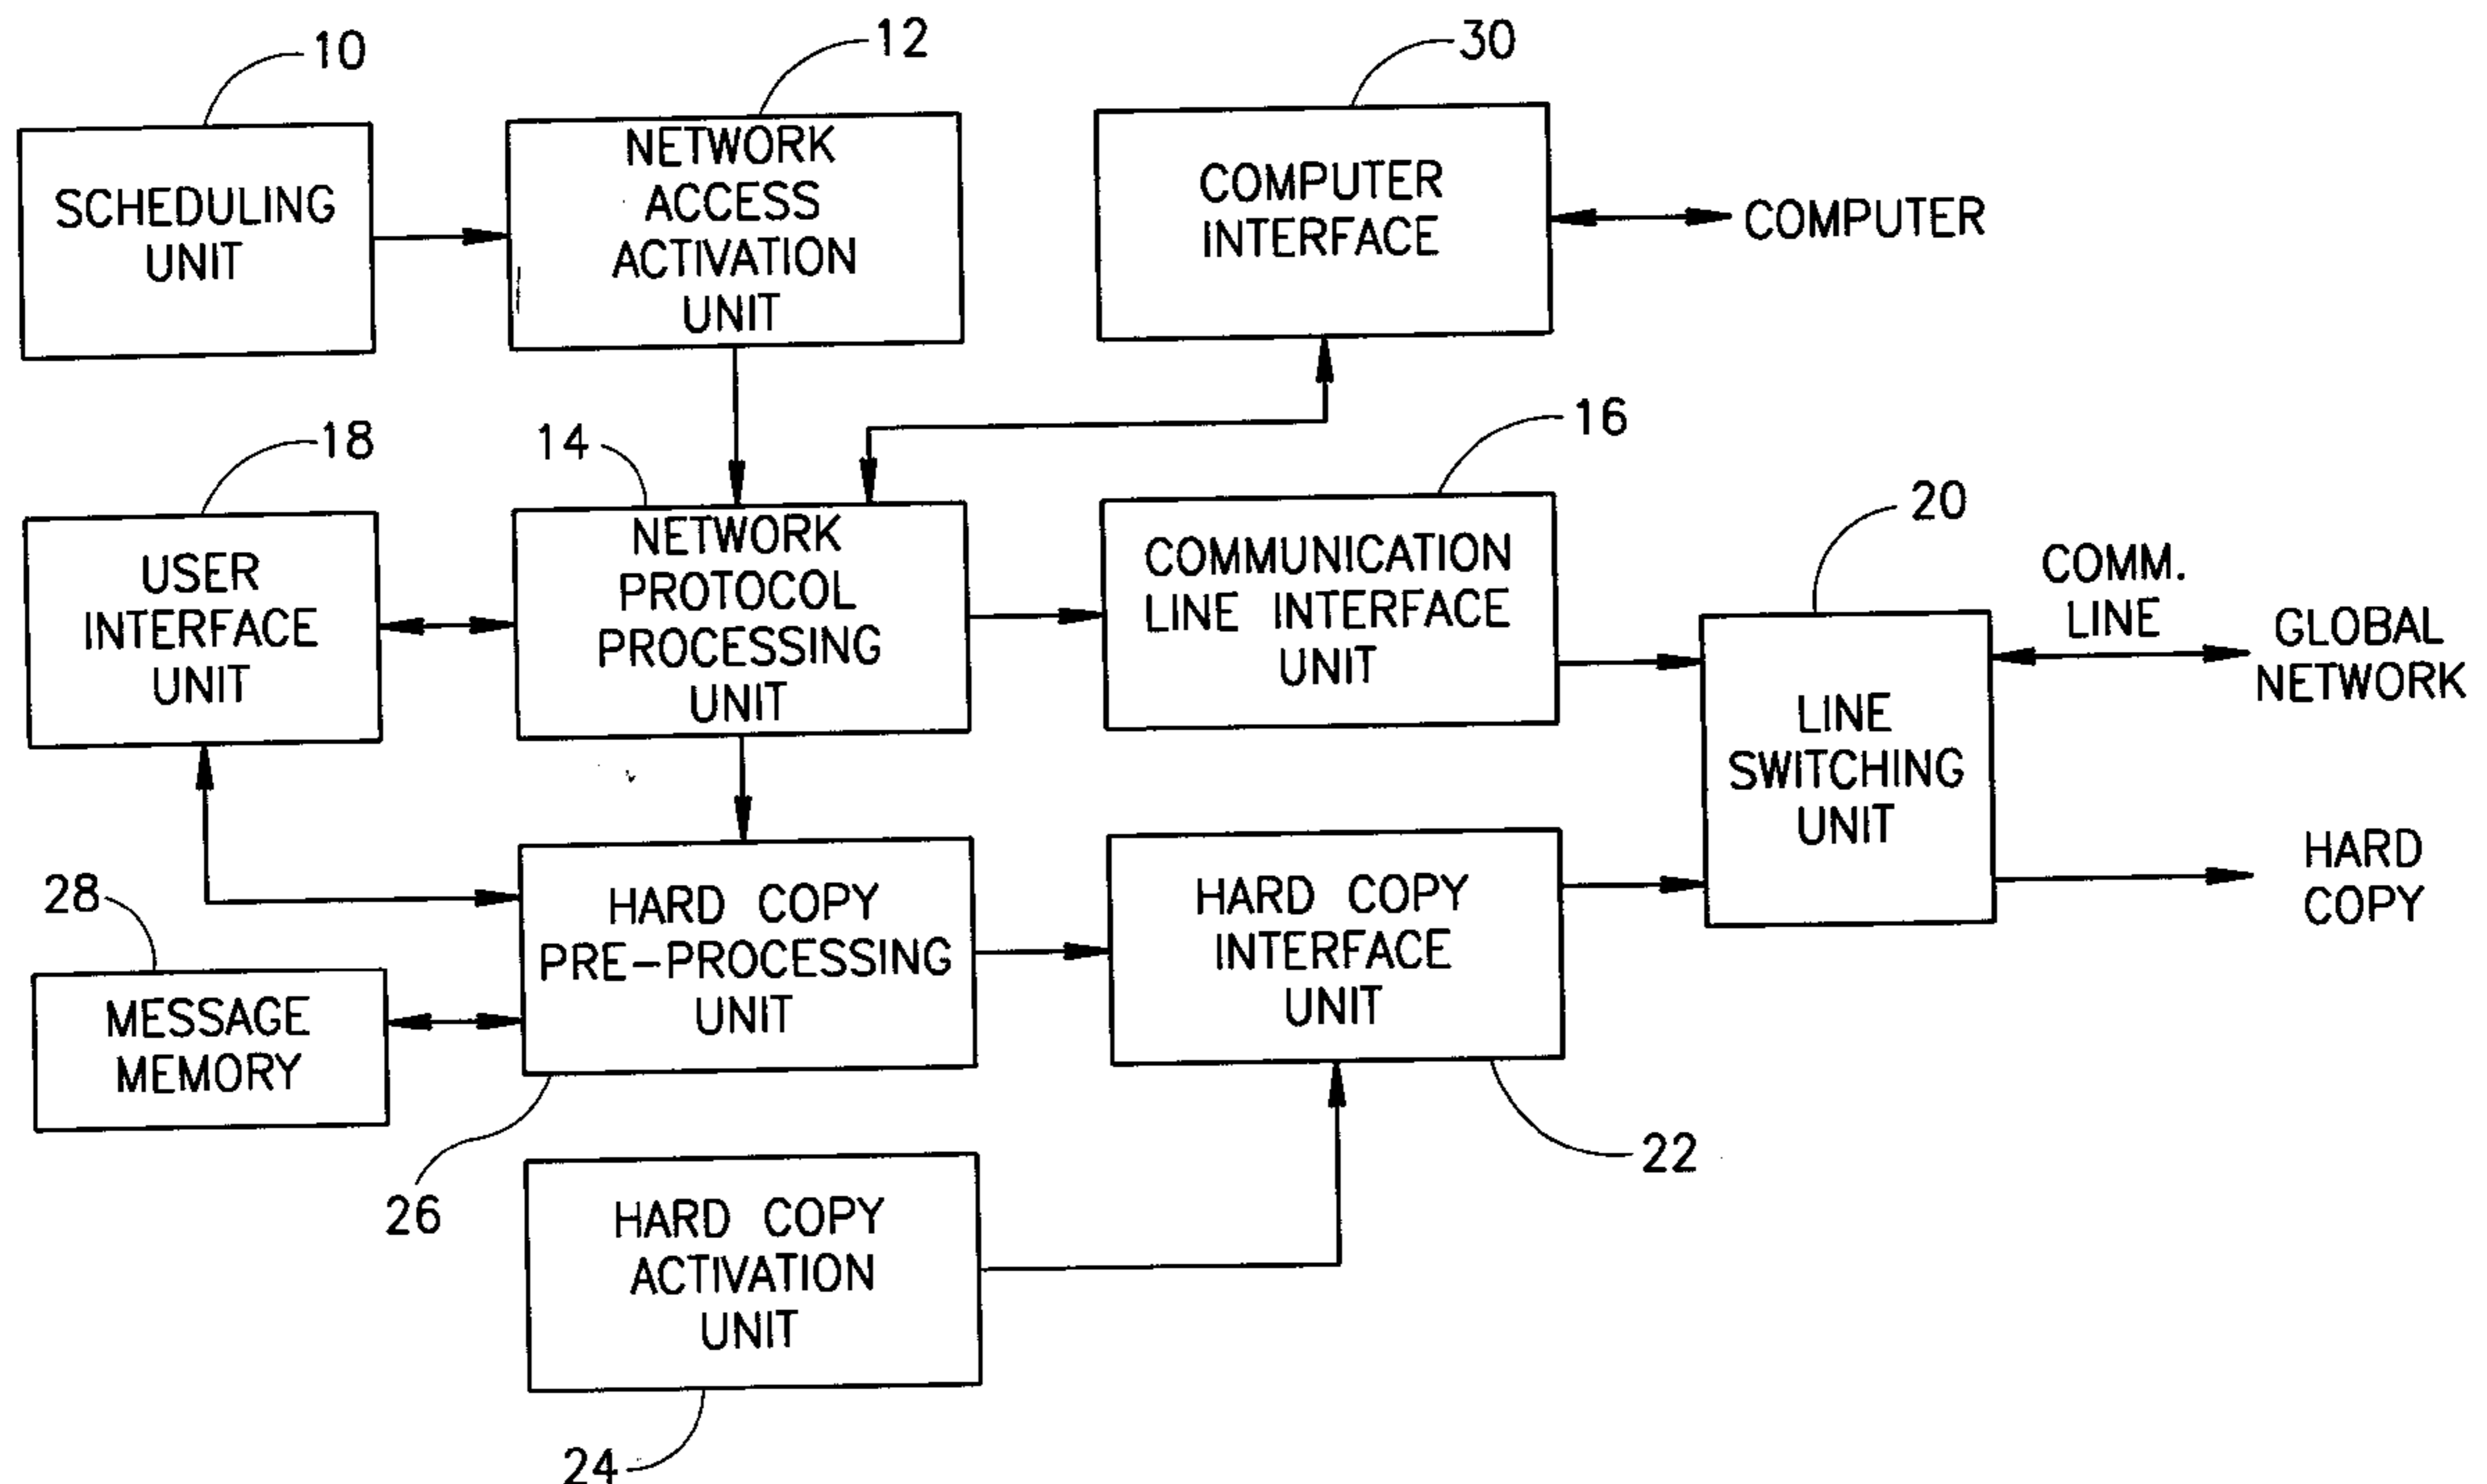 10
12
30
SCHEDULING
UNIT
NETWORK
ACCESS
ACTIVATION
UNIT
COMPUTER
INTERFACE
COMPUTER
18
14
16
20
USER
INTERFACE
UNIT
NETWORK
PROTOCOL
PROCESSING
UNIT
COMMUNICATION
LINE INTERFACE
UNIT
LINE
SWITCHING
UNIT
COMM.
LINE
GLOBAL
NETWORK
HARD
COPY
28
MESSAGE
MEMORY
HARD COPY
PRE-PROCESSING
UNIT
26
HARD COPY
INTERFACE
UNIT
22
HARD COPY
ACTIVATION
UNIT
24